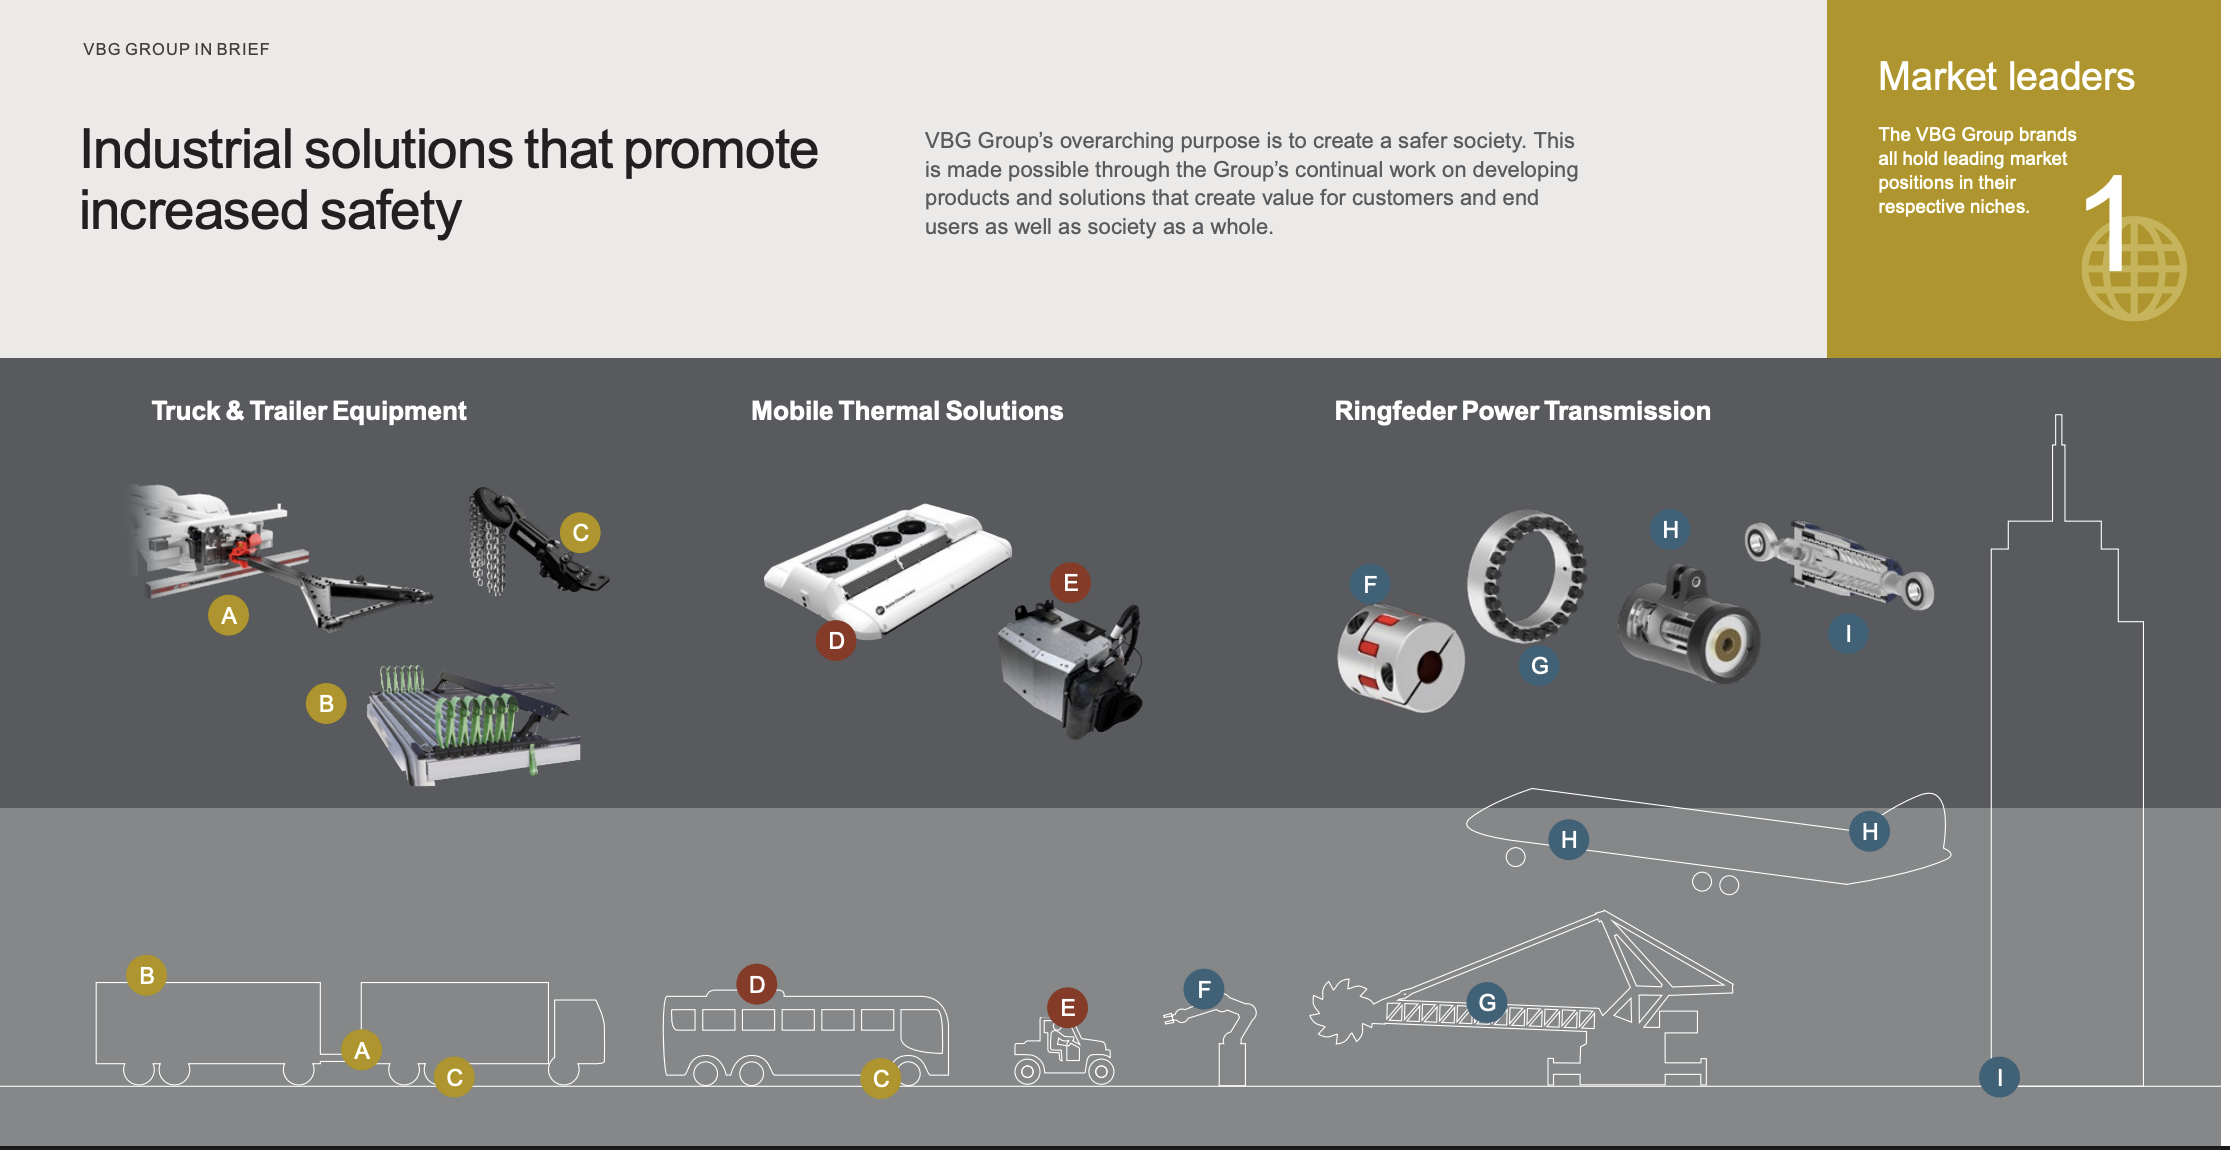 VBG GROUP IN BRIEF
Industrial solutions that promote
increased safety
VBG Group's overarching purpose is to create a safer society. This
is made possible through the Group's continual work on developing
products and solutions that create value for customers and end
users as well as society as a whole.
Market leaders
The VBG Group brands
all hold leading market
positions in their
respective niches.
1
Truck & Trailer Equipment
A
B
C
Mobile Thermal Solutions
D
E
Ringfeder Power Transmission
F
G
H
I
H
H
B
A
C
D
C
E
F
G
I